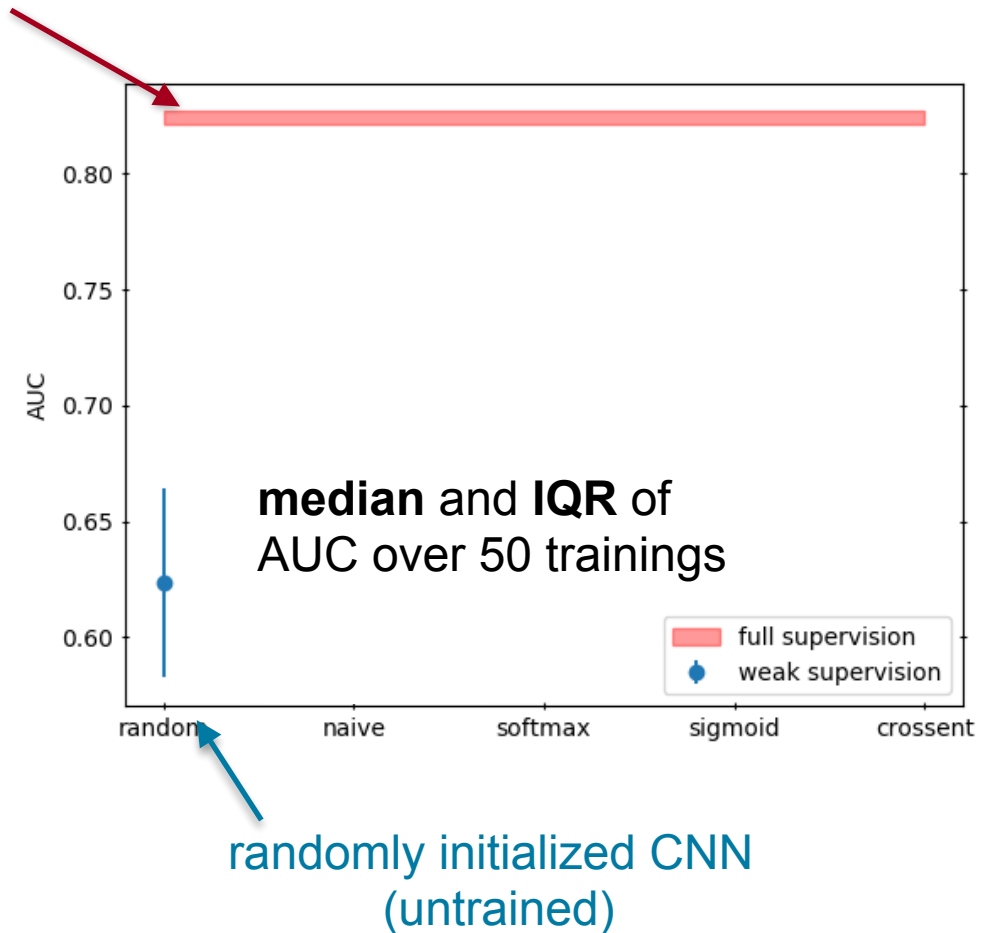 0.80
0.75
0.70
0.65
0.60
AUC
median and IQR of
AUC over 50 trainings
full supervision
weak supervision
random
naive
softmax
sigmoid
crossent
randomly initialized CNN
(untrained)